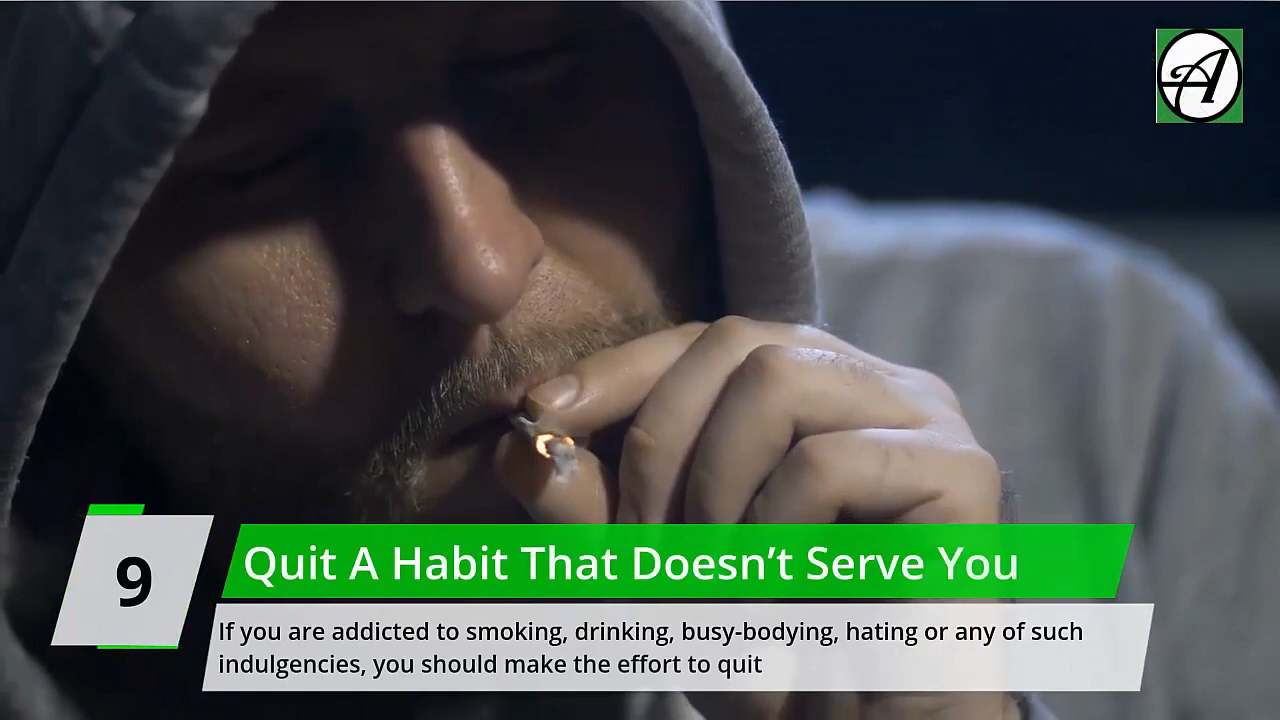 A
9
Quit A Habit That Doesn’t Serve You
If you are addicted to smoking, drinking, busy-bodying, hating or any of such
indulgencies, you should make the effort to quit